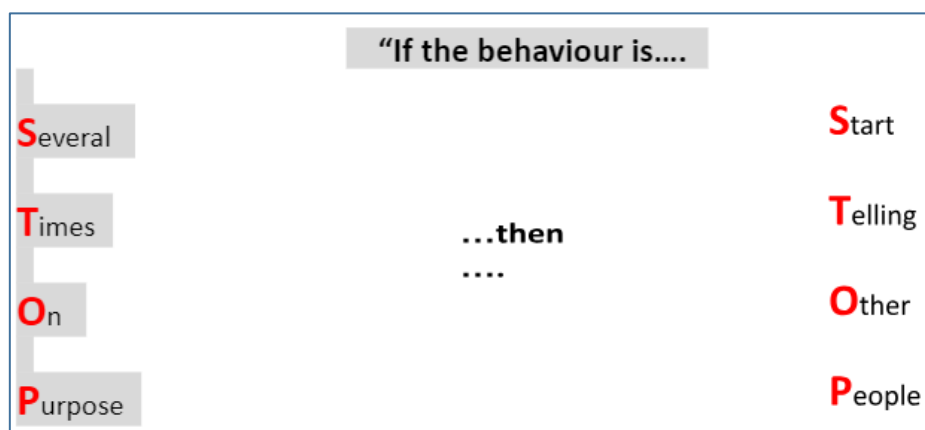 “If the behaviour is….
Several
Times
On
Purpose
…then
….
Start
Telling
Other
People